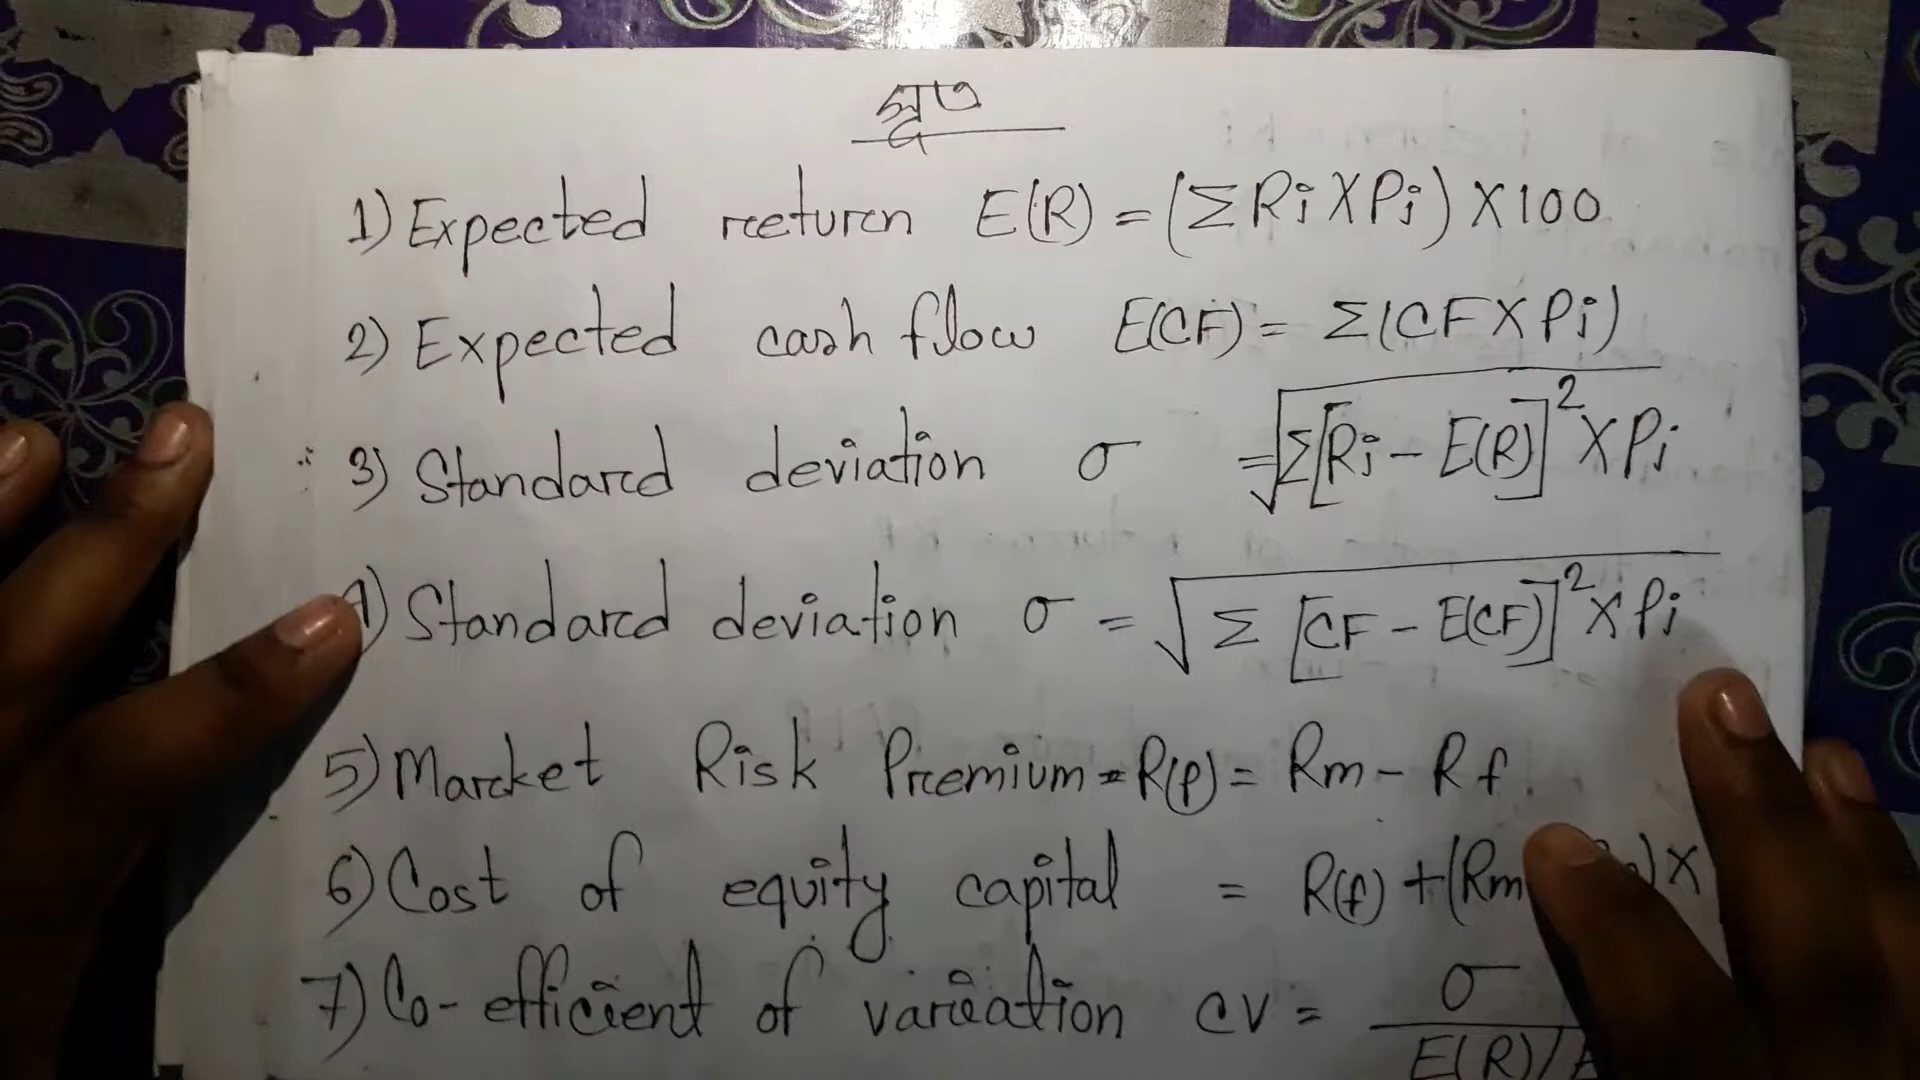 সূত্র
1) Expected return E(R) = (ΣRi X Pi) X 100
2) Expected cash flow E(CF) = Σ(CF X Pi)
3) Standard deviation σ = √Σ[Ri - E(R)]² X Pi
4) Standard deviation σ = √Σ [CF - E(CF)]² X Pi
5) Market Risk Premium = R(p) = Rm - Rf
6) Cost of equity capital = R(f) + (Rm ) X
7) Co-efficient of variation CV = σ
E(R)/